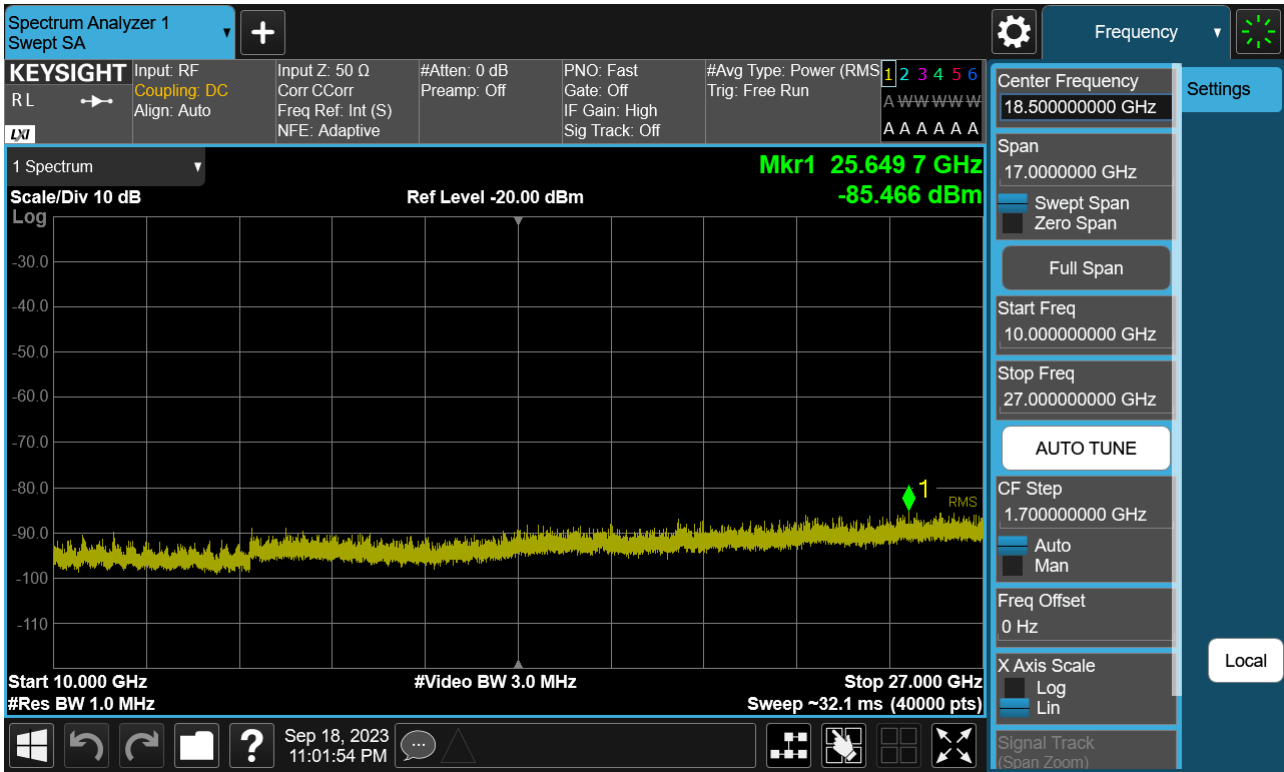 Spectrum Analyzer 1
Swept SA
+
Frequency
KEYSIGHT
R L
LXI
Input: RF
Coupling: DC
Align: Auto
Input Z: 50 Ω
Corr CCorr
Freq Ref: Int (S)
NFE: Adaptive
#Atten: 0 dB
Preamp: Off
PNO: Fast
Gate: Off
IF Gain: High
Sig Track: Off
#Avg Type: Power (RMS
Trig: Free Run
1 2 3 4 5 6
A W W W W W
A A A A A A
1 Spectrum
Scale/Div 10 dB
Log
Ref Level -20.00 dBm
Mkr1 25.649 7 GHz
-85.466 dBm
-30.0
-40.0
-50.0
-60.0
-70.0
-80.0
-90.0
-100
-110
1
RMS
Start 10.000 GHz
#Res BW 1.0 MHz
#Video BW 3.0 MHz
Stop 27.000 GHz
Sweep ~32.1 ms (40000 pts)
Center Frequency
18.500000000 GHz
Span
17.0000000 GHz
Swept Span
Zero Span
Full Span
Start Freq
10.000000000 GHz
Stop Freq
27.000000000 GHz
AUTO TUNE
CF Step
1.700000000 GHz
Auto
Man
Freq Offset
0 Hz
X Axis Scale
Log
Lin
Signal Track
(Span Zoom)
Settings
Local
?
Sep 18, 2023
11:01:54 PM